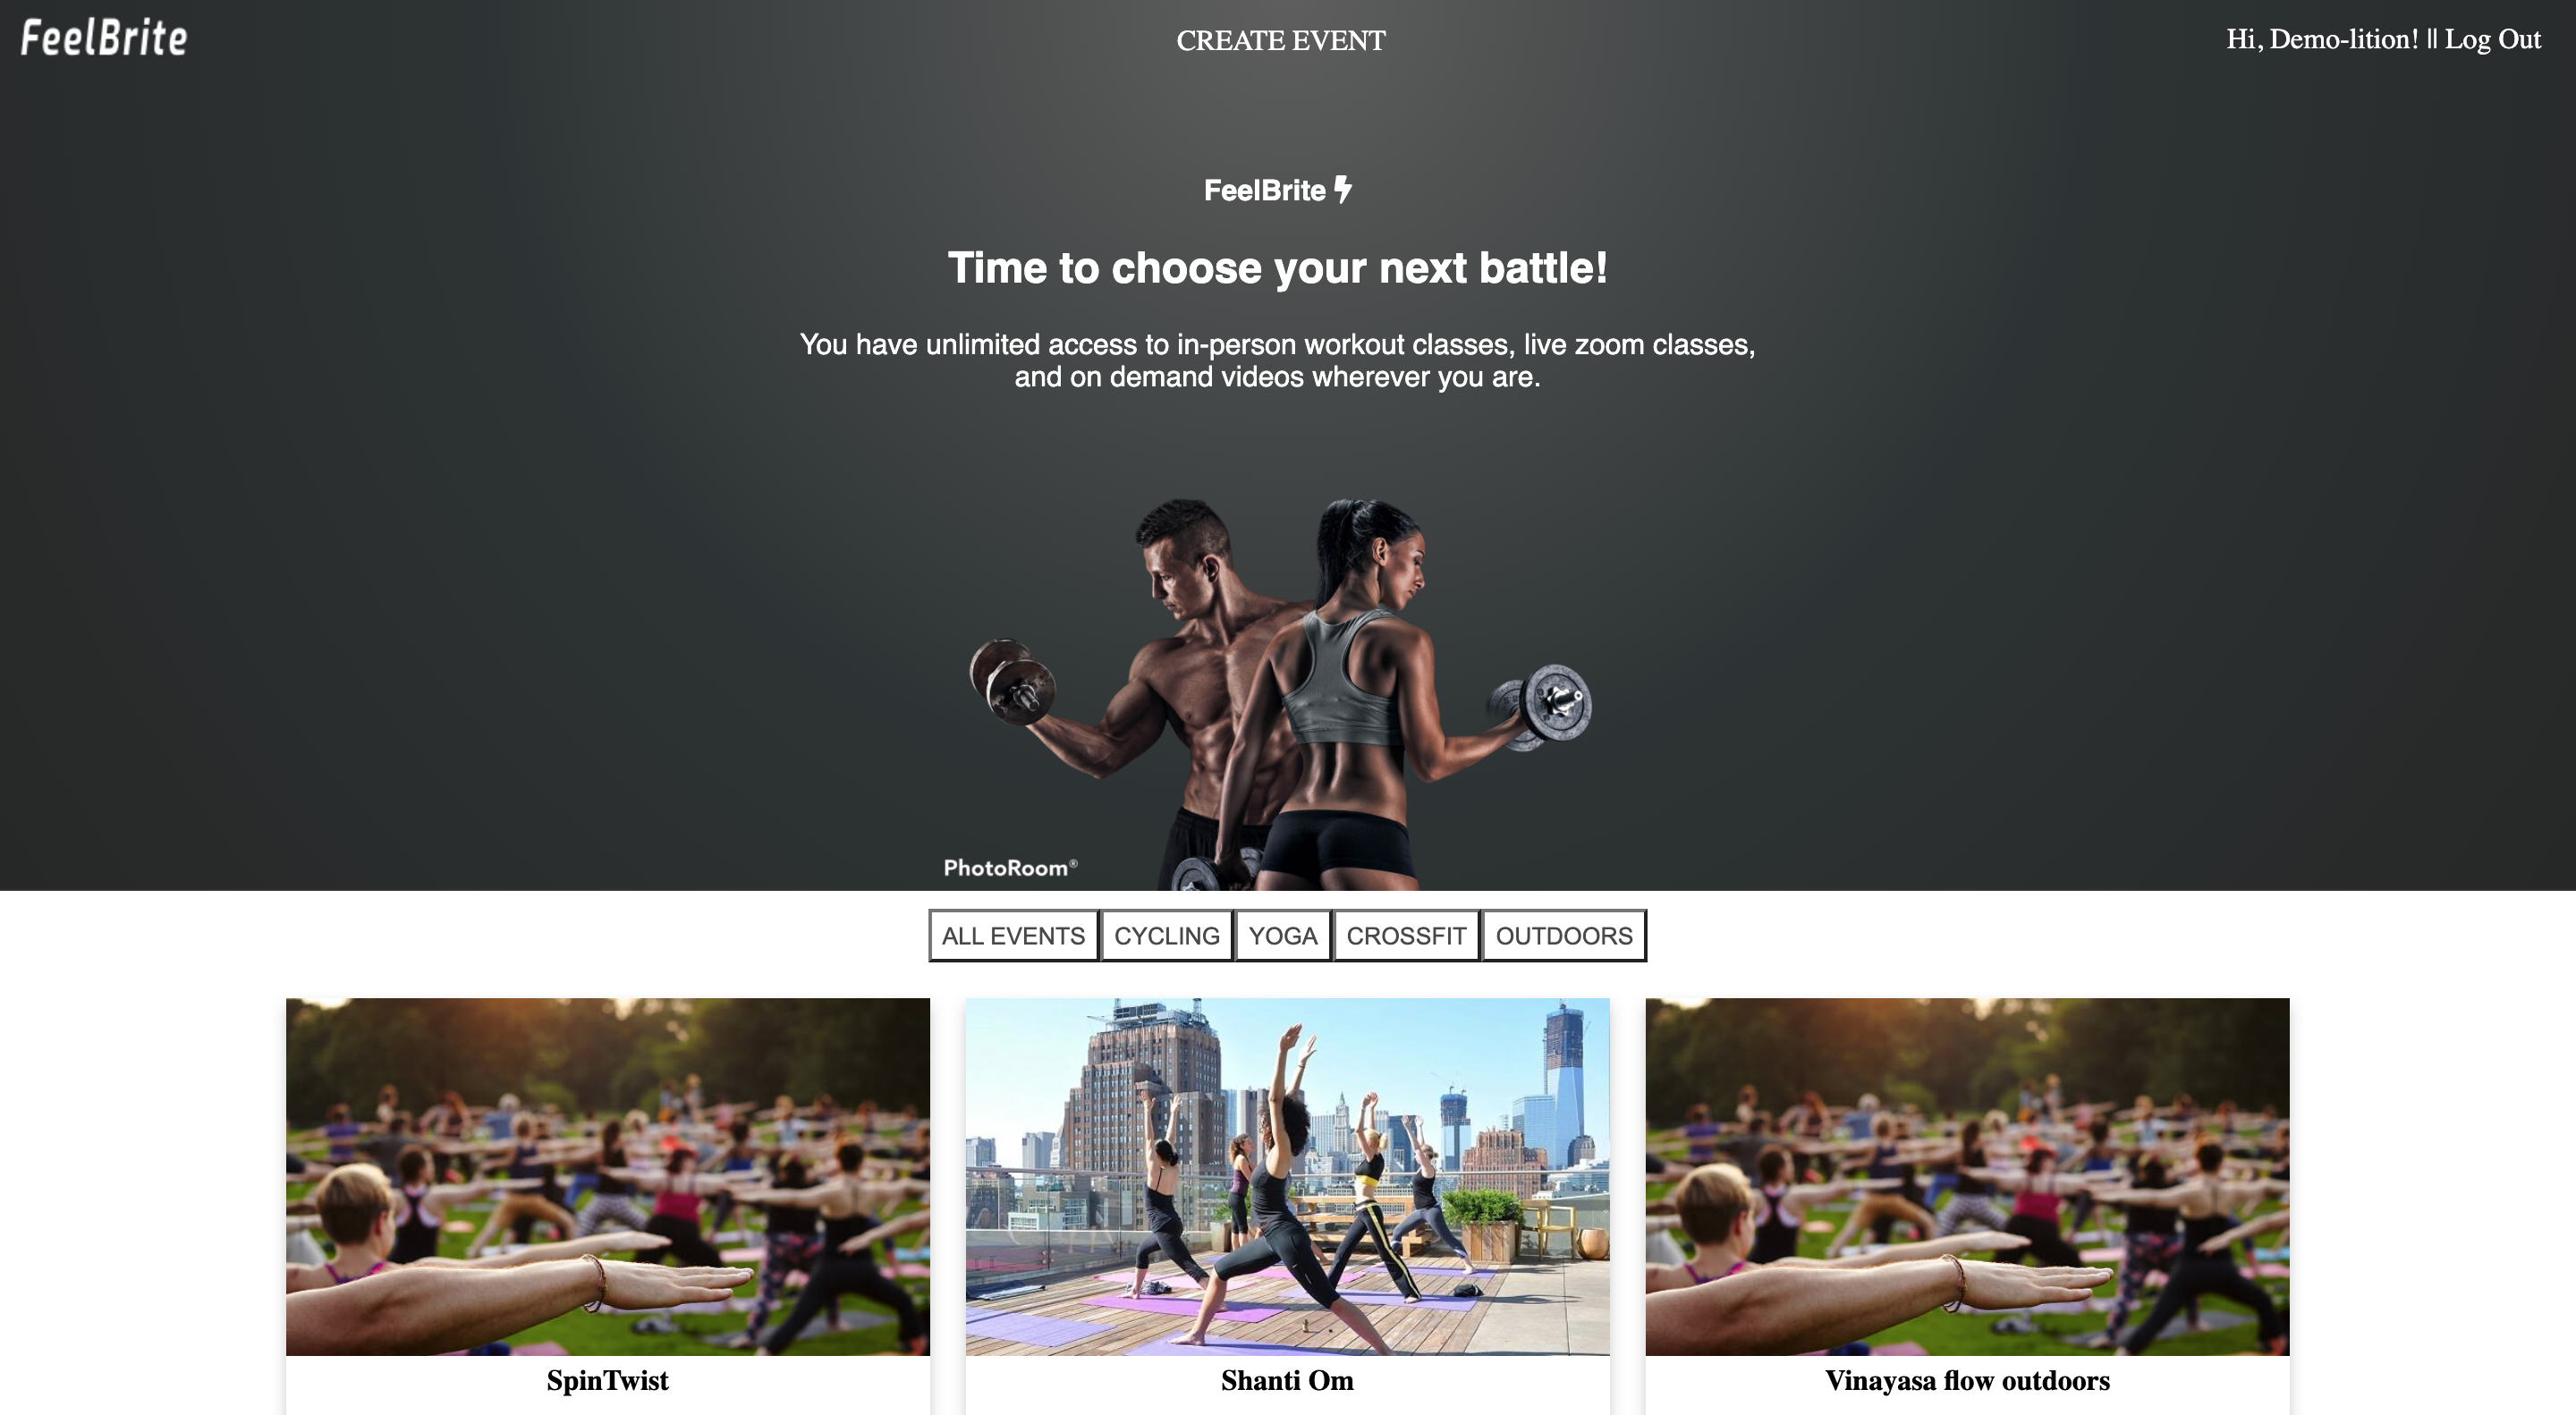 FeelBrite
CREATE EVENT
Hi, Demo-lition! || Log Out
FeelBrite
Time to choose your next battle!
You have unlimited access to in-person workout classes, live zoom classes,
and on demand videos wherever you are.
PhotoRoom®
ALL EVENTS
CYCLING
YOGA
CROSSFIT
OUTDOORS
SpinTwist
Shanti Om
Vinayasa flow outdoors